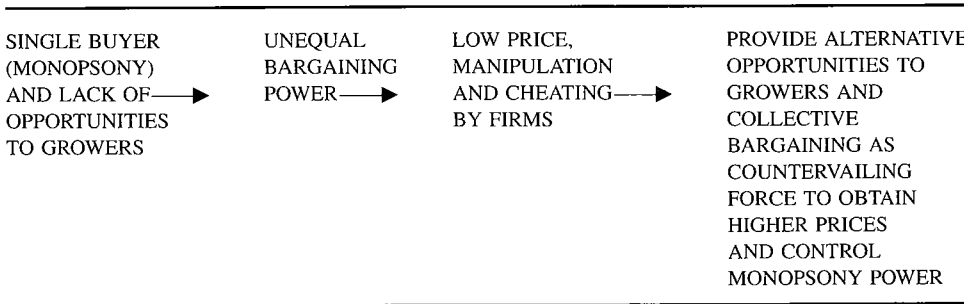 SINGLE BUYER
(MONOPSONY)
AND LACK OF
OPPORTUNITIES
TO GROWERS
UNEQUAL
BARGAINING
POWER
LOW PRICE,
MANIPULATION
AND CHEATING
BY FIRMS
PROVIDE ALTERNATIVE
OPPORTUNITIES TO
GROWERS AND
COLLECTIVE
BARGAINING AS
COUNTERVAILING
FORCE TO OBTAIN
HIGHER PRICES
AND CONTROL
MONOPSONY POWER